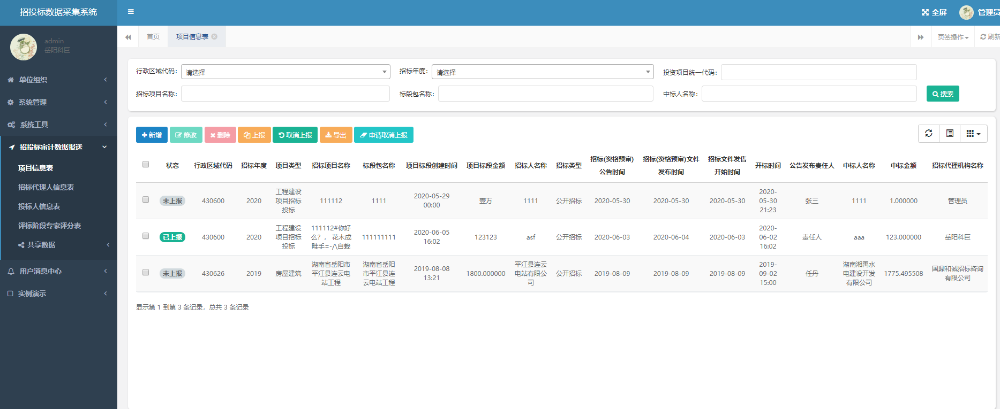 招投标数据采集系统
全屏
管理员
admin
岳阳科巨
首页
项目信息表
页签操作
刷新
单位组织
系统管理
系统工具
招投标审计数据报送
项目信息表
招标代理人信息表
投标人信息表
评标阶段专家评分表
共享数据
用户消息中心
实例演示
行政区域代码：
请选择
招标年度：
请选择
投资项目统一代码：
招标项目名称：
标段包名称：
中标人名称：
搜索
新增
修改
删除
上报
取消上报
导出
申请取消上报
状态
行政区域代码
招标年度
项目类型
招标项目名称
标段包名称
项目标段创建时间
项目标段金额
招标人名称
招标类型
招标(资格预审)
公告时间
招标(资格预审)文件
发布时间
招标文件发售
开始时间
开标时间
公告发布责任人
中标人名称
中标金额
招标代理机构名称
未上报
430600
2020
工程建设
项目招标
投标
111112
1111
2020-05-29
00:00
壹万
1111
公开招标
2020-05-30
2020-05-30
2020-05-30
2020-
05-30
21:23
张三
1111
1.000000
管理员
已上报
430600
2020
工程建设
项目招标
投标
111112#你好
么?，花木成
畦手=-/\自栽
111111111
2020-06-05
16:02
123123
asf
公开招标
2020-06-03
2020-06-04
2020-06-03
2020-
06-02
16:02
责任人
aaa
123.000000
岳阳科巨
未上报
430626
2019
房屋建筑
湖南省岳阳市
平江县连云电
站工程
湖南省岳阳
市平江县连
云电站工程
2019-08-08
13:21
1800.000000
平江县连云
电站有限公
司
公开招标
2019-08-09
2019-08-09
2019-08-09
2019-
09-02
15:00
任丹
湖南湘禹水
电建设开发
有限公司
1775.495508
国鼎和诚招标咨询
有限公司
显示第 1 到第 3 条记录，总共 3 条记录